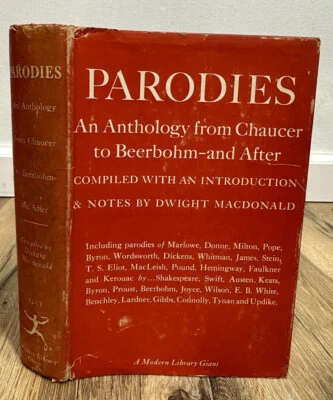 PARODIES
An Anthology
from Chaucer
to Beerbohm-
and After
Compiled by
Dwight
Macdonald
PARODIES
An Anthology from Chaucer
to Beerbohm–and After
COMPILED WITH AN INTRODUCTION
& NOTES BY DWIGHT MACDONALD
Including parodies of Marlowe, Donne, Milton, Pope,
Byron, Wordsworth, Dickens, Whitman, James, Stein,
T. S. Eliot, MacLeish, Pound, Hemingway, Faulkner
and Kerouac by...Shakespeare, Swift, Austen, Keats,
Byron, Proust, Beerbohm, Joyce, Wilson, E. B. White,
Benchley, Lardner, Gibbs, Connolly, Tynan and Updike.
A Modern Library Giant